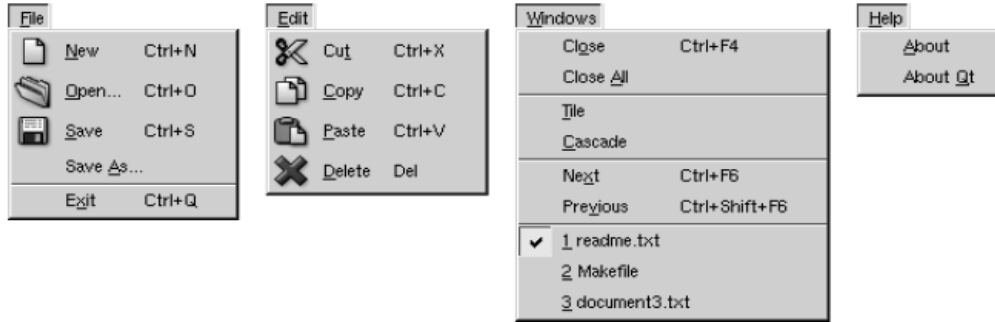 File
New Ctrl+N
Open... Ctrl+O
Save Ctrl+S
Save As...
Exit Ctrl+Q
Edit
Cut Ctrl+X
Copy Ctrl+C
Paste Ctrl+V
Delete Del
Windows
Close Ctrl+F4
Close All
Tile
Cascade
Next Ctrl+F6
Previous Ctrl+Shift+F6
1 readme.txt
2 Makefile
3 document3.txt
Help
About
About Qt